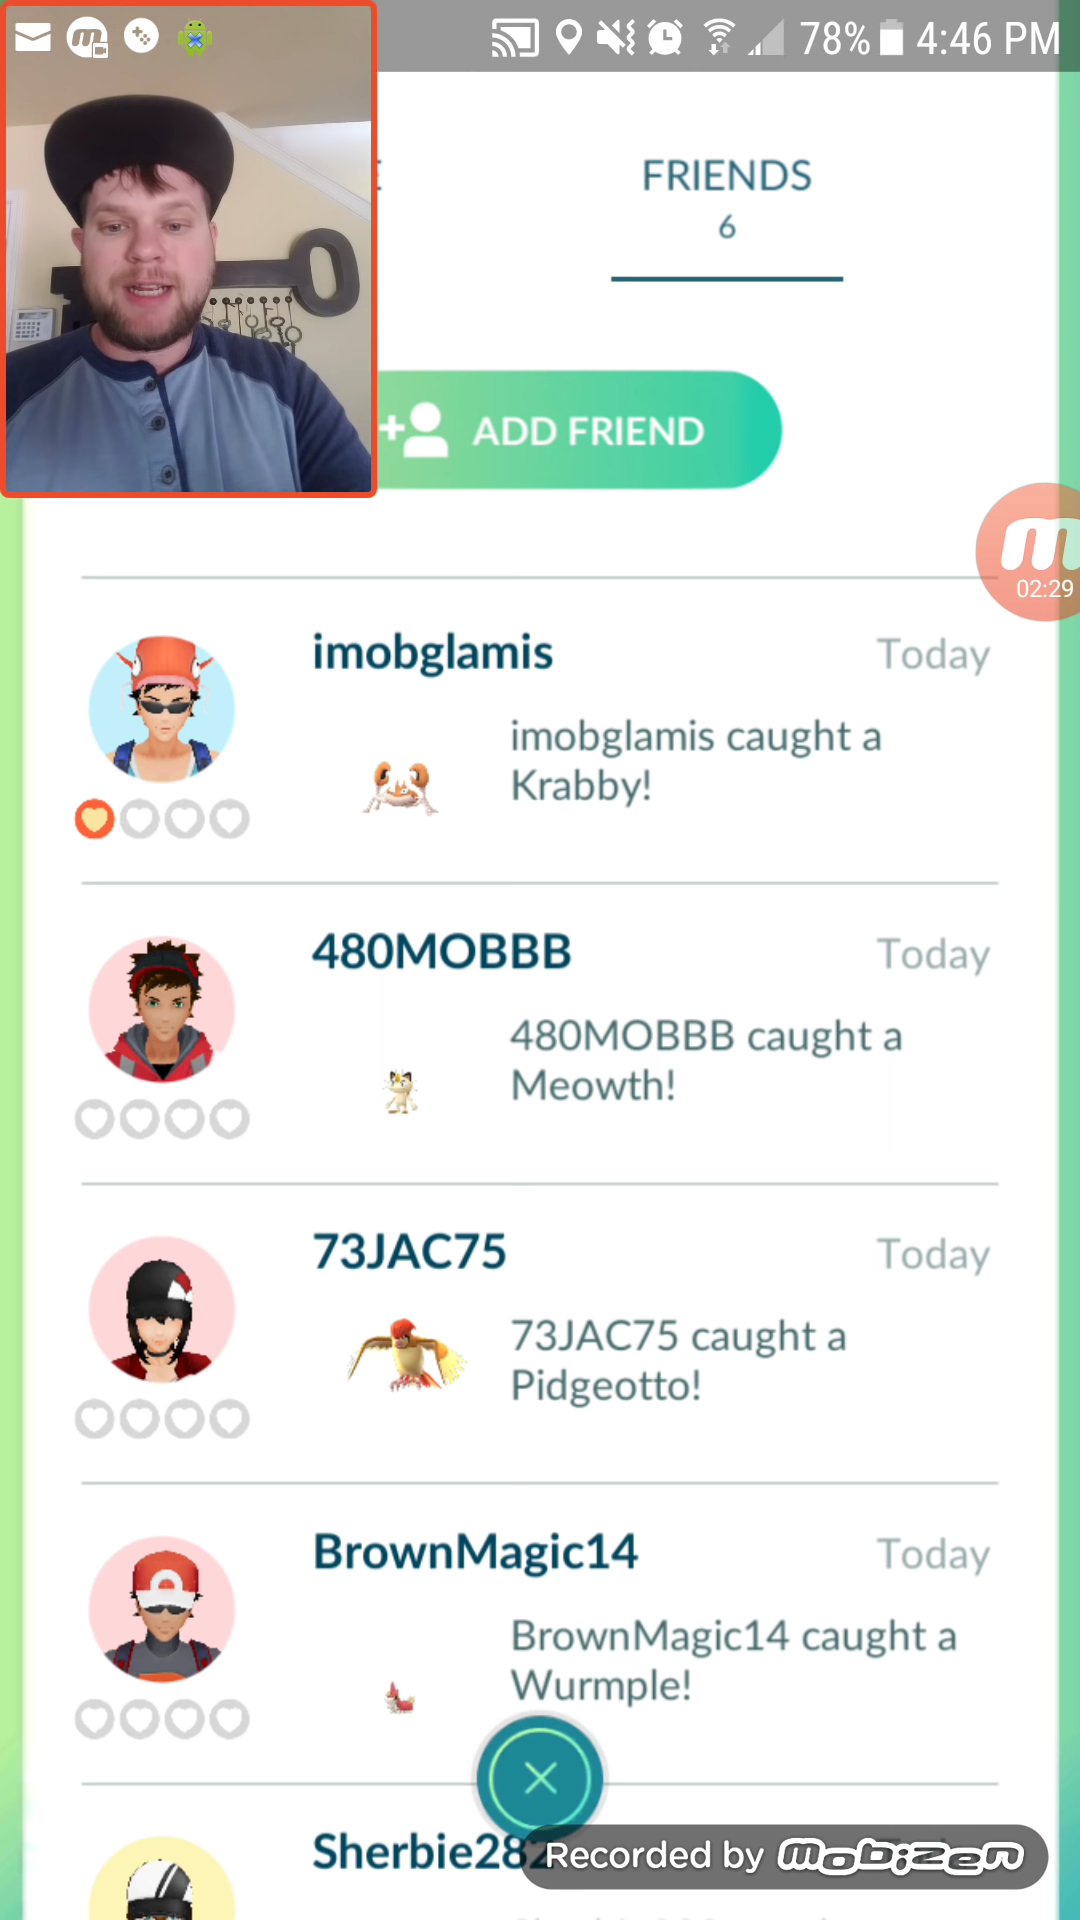 78% 4:46 PM
FRIENDS
6
ADD FRIEND
02:29
imobglamis
Today
imobglamis caught a
Krabby!
480MOBBB
Today
480MOBBB caught a
Meowth!
73JAC75
Today
73JAC75 caught a
Pidgeotto!
BrownMagic14
Today
BrownMagic14 caught a
Wurmple!
Sherbie282
Recorded by mobizen